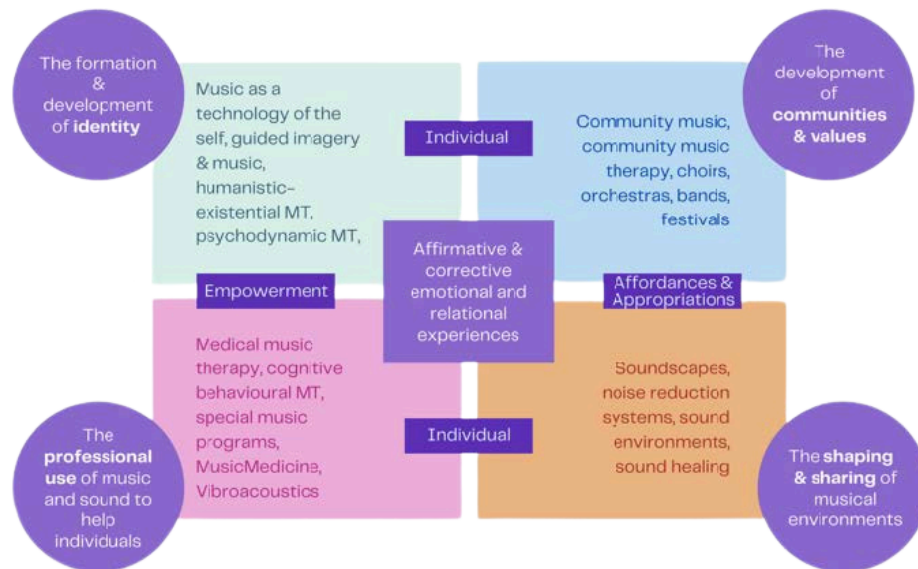 The formation
&
development
of identity
Music as a
technology of the
self, guided imagery
& music,
humanistic-
existential MT,
psychodynamic MT,
Individual
Community music,
community music
therapy, choirs,
orchestras, bands,
festivals
The
development
of
communities
& values
Empowerment
Affirmative &
corrective
emotional and
relational
experiences
Affordances &
Appropriations
Medical music
therapy, cognitive
behavioural MT,
special music
programs,
MusicMedicine,
Vibroacoustics
Individual
Soundscapes,
noise reduction
systems, sound
environments,
sound healing
The
professional
use of music
and sound to
help
individuals
The shaping
& sharing of
musical
environments